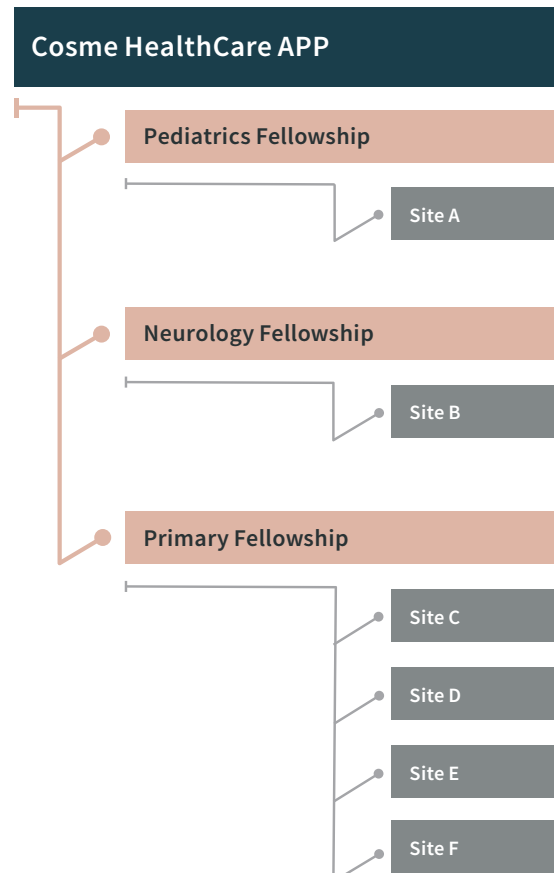 Cosme HealthCare APP
Pediatrics Fellowship
Site A
Neurology Fellowship
Site B
Primary Fellowship
Site C
Site D
Site E
Site F